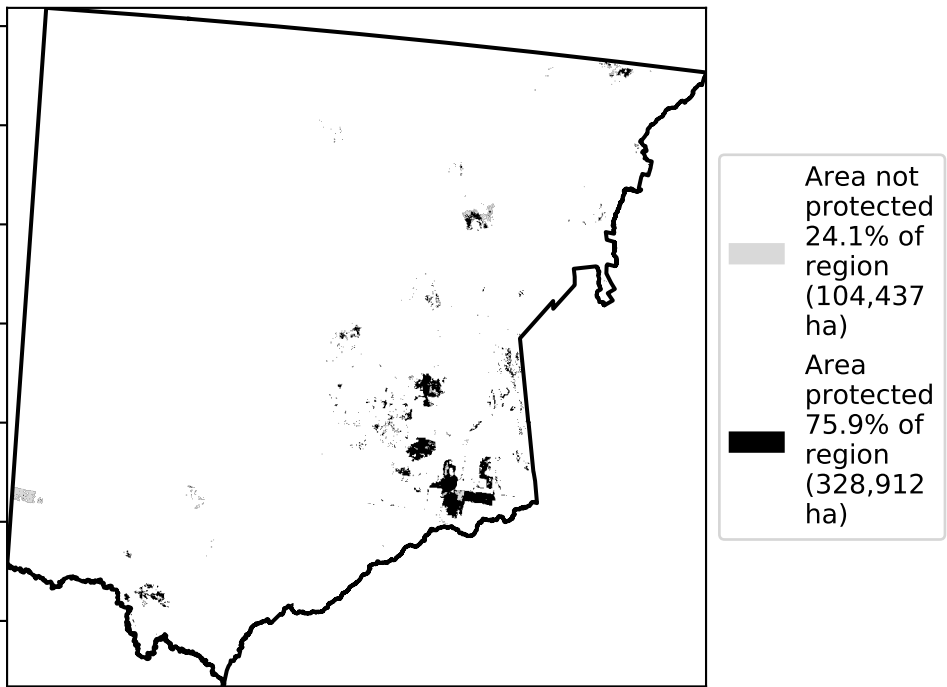 Area not
protected
24.1% of
region
(104,437
ha)
Area
protected
75.9% of
region
(328,912
ha)